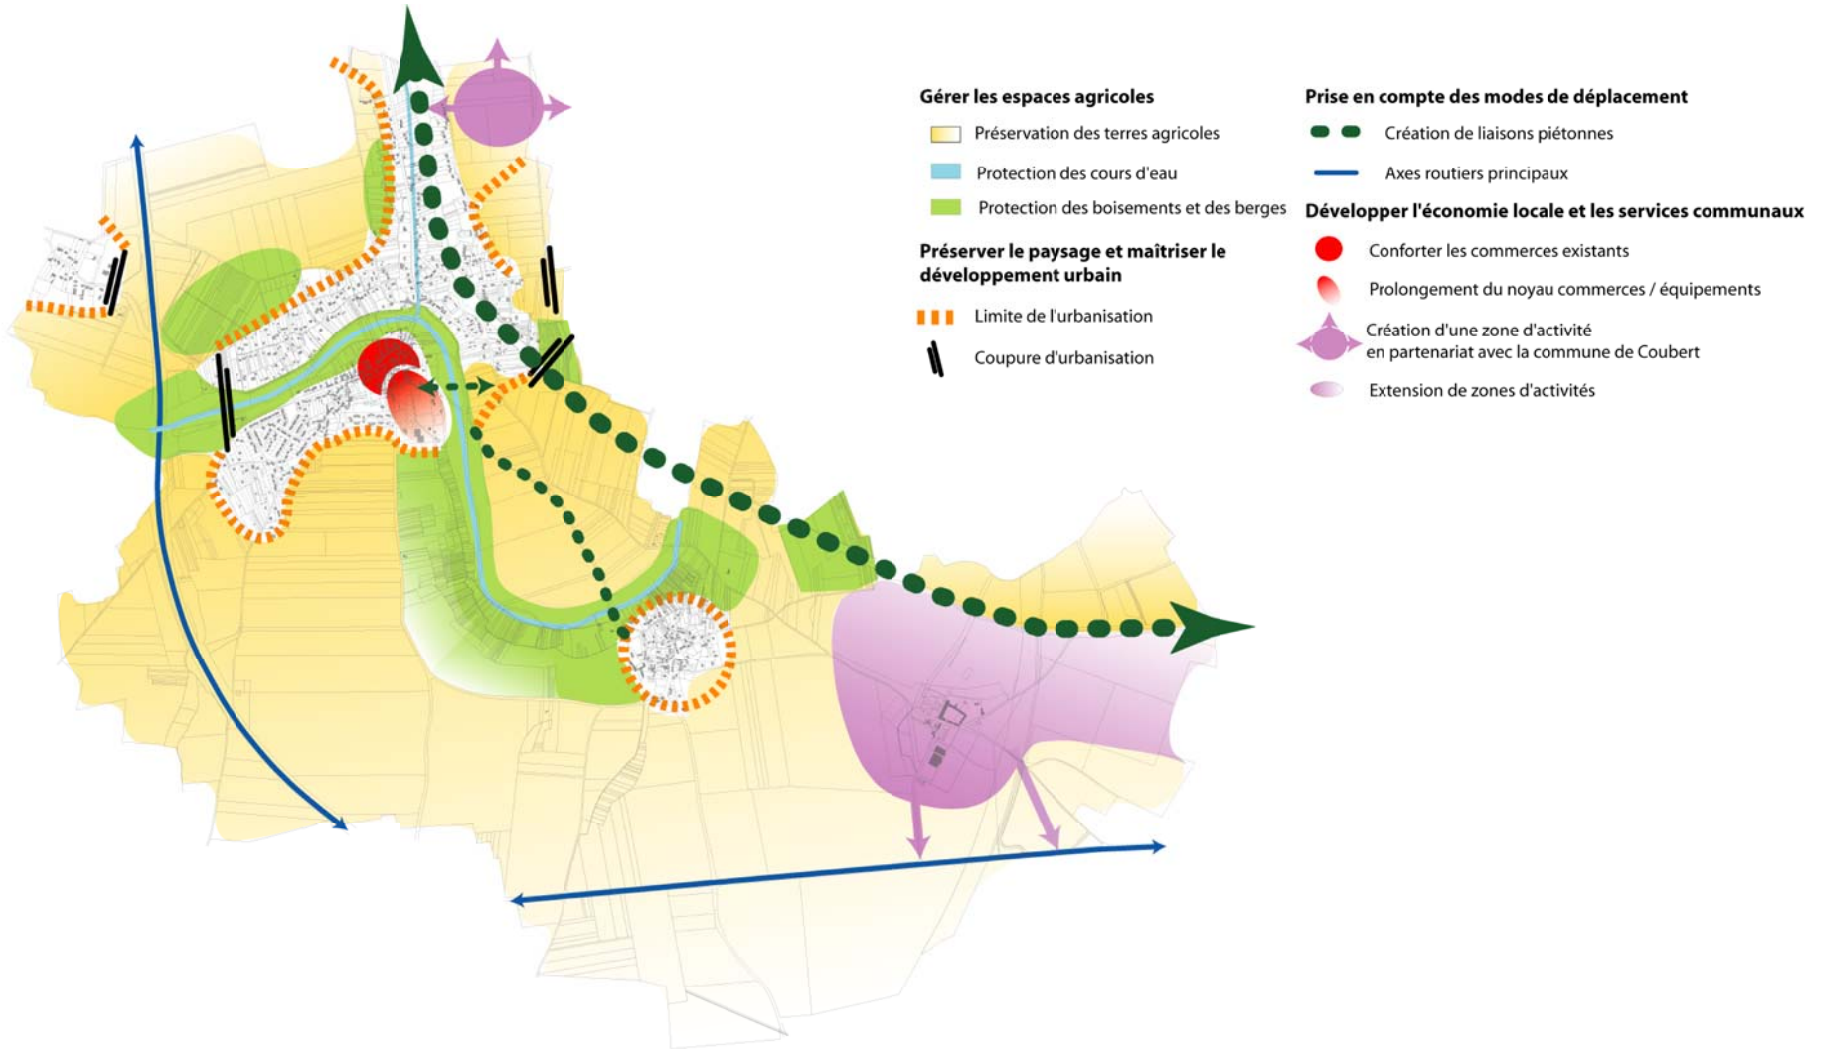 Gérer les espaces agricoles
Préservation des terres agricoles
Protection des cours d'eau
Protection des boisements et des berges
Préserver le paysage et maîtriser le
développement urbain
Limite de l'urbanisation
Coupure d'urbanisation
Prise en compte des modes de déplacement
Création de liaisons piétonnes
Axes routiers principaux
Développer l'économie locale et les services communaux
Conforter les commerces existants
Prolongement du noyau commerces / équipements
Création d'une zone d'activité
en partenariat avec la commune de Coubert
Extension de zones d'activités